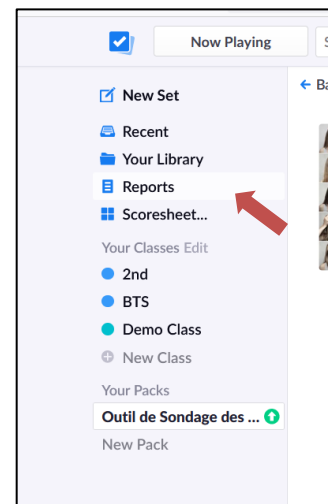 Now Playing
New Set
← Ba
Recent
Your Library
Reports
Scoresheet...
Your Classes Edit
2nd
BTS
Demo Class
New Class
Your Packs
Outil de Sondage des ...
New Pack